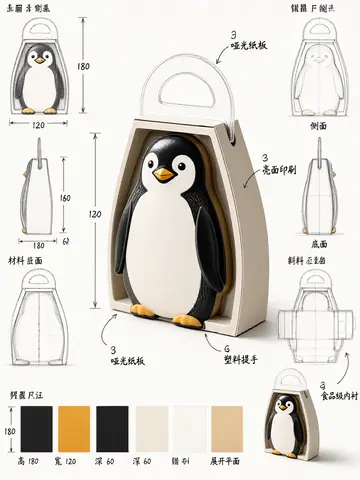 180
120
3
哑光纸板
侧面
3
亮面印刷
120
160
180
底面
材料
3
哑光纸板
6
塑料提手
食品级内衬
180
高 180
宽 120
深 60
深 60
展开平面